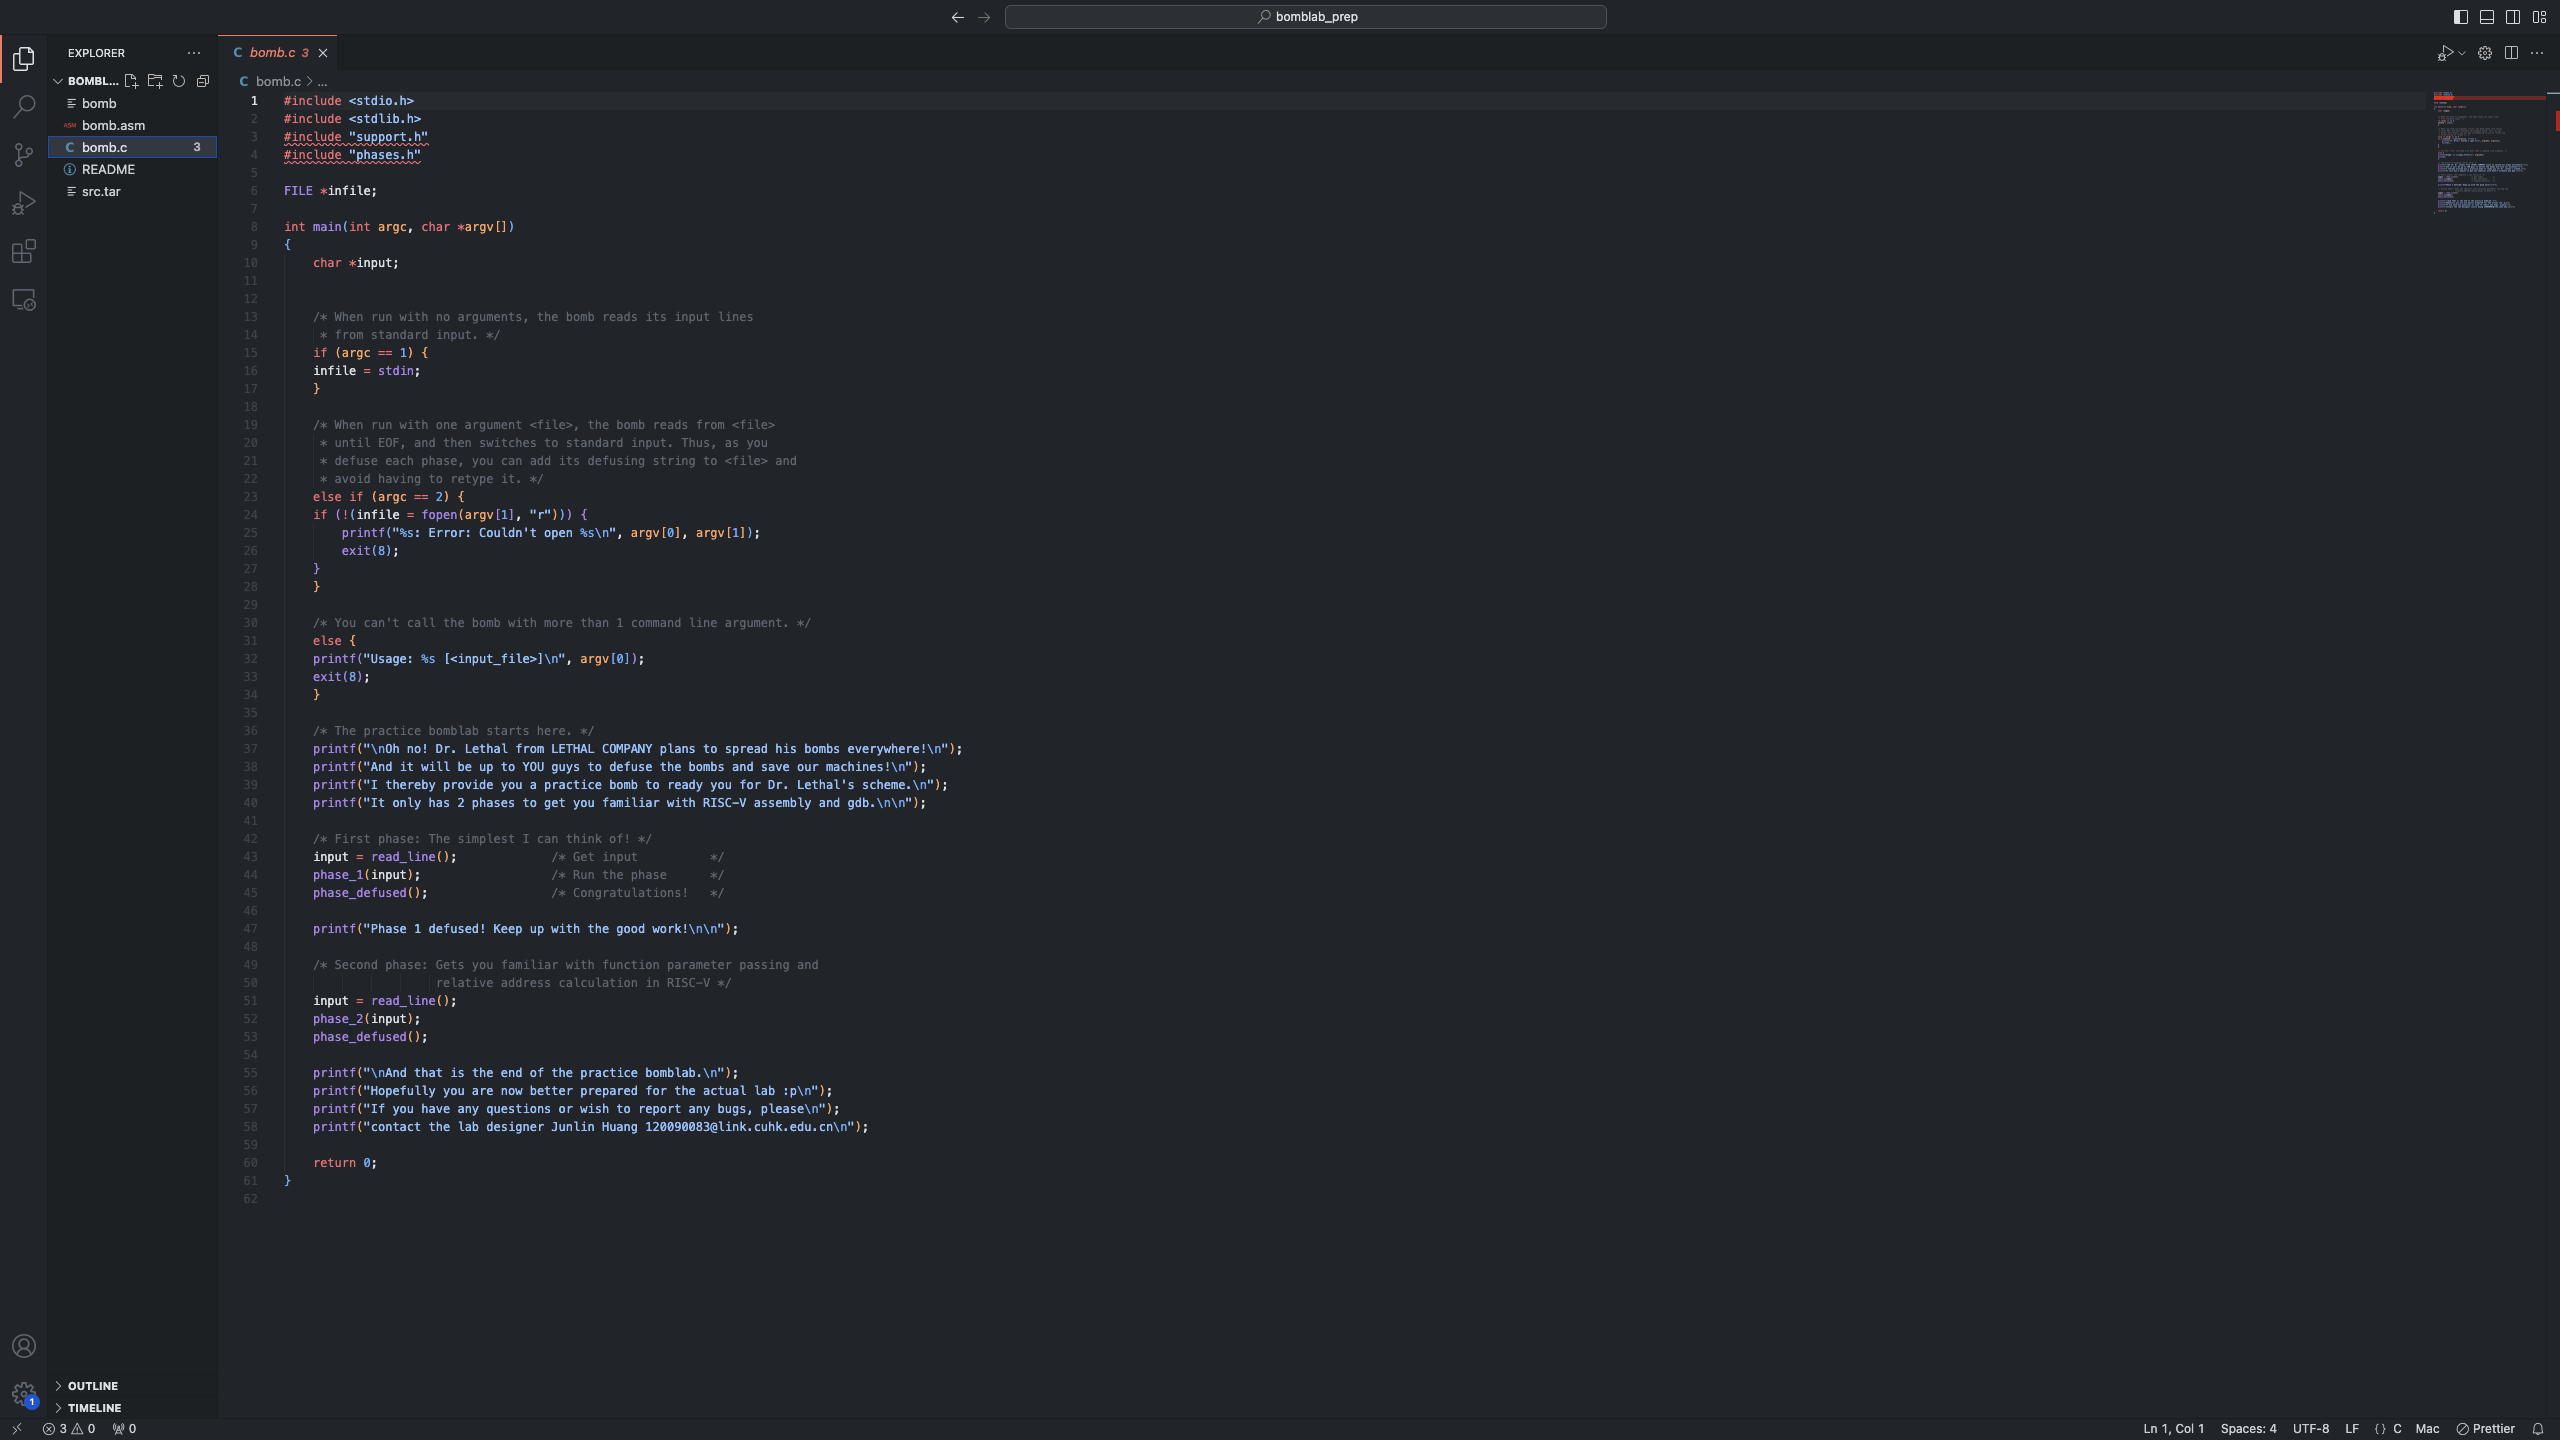 bomblab_prep
EXPLORER
BOMBL...
bomb
ASM bomb.asm
C bomb.c 3
README
src.tar
OUTLINE
TIMELINE
C bomb.c 3
C bomb.c > ...
1 #include <stdio.h>
2 #include <stdlib.h>
3 #include "support.h"
4 #include "phases.h"
5
6 FILE *infile;
7
8 int main(int argc, char *argv[])
9 {
10 char *input;
11
12
13 /* When run with no arguments, the bomb reads its input lines
14 * from standard input. */
15 if (argc == 1) {
16 infile = stdin;
17 }
18
19 /* When run with one argument <file>, the bomb reads from <file>
20 * until EOF, and then switches to standard input. Thus, as you
21 * defuse each phase, you can add its defusing string to <file> and
22 * avoid having to retype it. */
23 else if (argc == 2) {
24 if (!(infile = fopen(argv[1], "r"))) {
25 printf("%s: Error: Couldn't open %s\n", argv[0], argv[1]);
26 exit(8);
27 }
28 }
29
30 /* You can't call the bomb with more than 1 command line argument. */
31 else {
32 printf("Usage: %s [<input_file>]\n", argv[0]);
33 exit(8);
34 }
35
36 /* The practice bomblab starts here. */
37 printf("\nOh no! Dr. Lethal from LETHAL COMPANY plans to spread his bombs everywhere!\n");
38 printf("And it will be up to YOU guys to defuse the bombs and save our machines!\n");
39 printf("I thereby provide you a practice bomb to ready you for Dr. Lethal's scheme.\n");
40 printf("It only has 2 phases to get you familiar with RISC-V assembly and gdb.\n\n");
41
42 /* First phase: The simplest I can think of! */
43 input = read_line(); /* Get input */
44 phase_1(input); /* Run the phase */
45 phase_defused(); /* Congratulations! */
46
47 printf("Phase 1 defused! Keep up with the good work!\n\n");
48
49 /* Second phase: Gets you familiar with function parameter passing and
50 relative address calculation in RISC-V */
51 input = read_line();
52 phase_2(input);
53 phase_defused();
54
55 printf("\nAnd that is the end of the practice bomblab.\n");
56 printf("Hopefully you are now better prepared for the actual lab :p\n");
57 printf("If you have any questions or wish to report any bugs, please\n");
58 printf("contact the lab designer Junlin Huang 120090083@link.cuhk.edu.cn\n");
59
60 return 0;
61 }
62
1
3 0 0
Ln 1, Col 1 Spaces: 4 UTF-8 LF {} C Mac Prettier